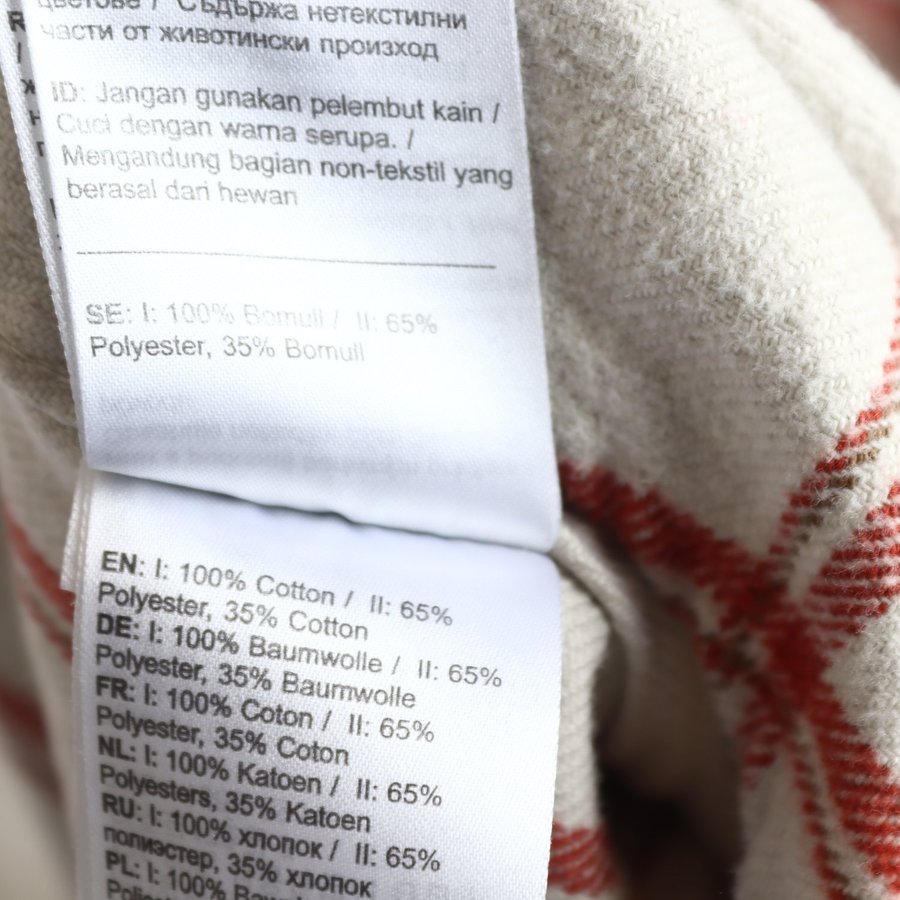 цветове / Съдържа нетекстилни
части от животински произход
ID: Jangan gunakan pelembut kain /
Cuci dengan warna serupa. /
Mengandung bagian non-tekstil yang
berasal dari hewan
SE: I: 100% Bomull / II: 65%
Polyester, 35% Bomull
EN: I: 100% Cotton / II: 65%
Polyester, 35% Cotton
DE: I: 100% Baumwolle / II: 65%
Polyester, 35% Baumwolle
FR: I: 100% Coton / II: 65%
Polyester, 35% Coton
NL: I: 100% Katoen / II: 65%
Polyesters, 35% Katoen
RU: I: 100% хлопок / II: 65%
полиэстер, 35% хлопок
PL: I: 100%